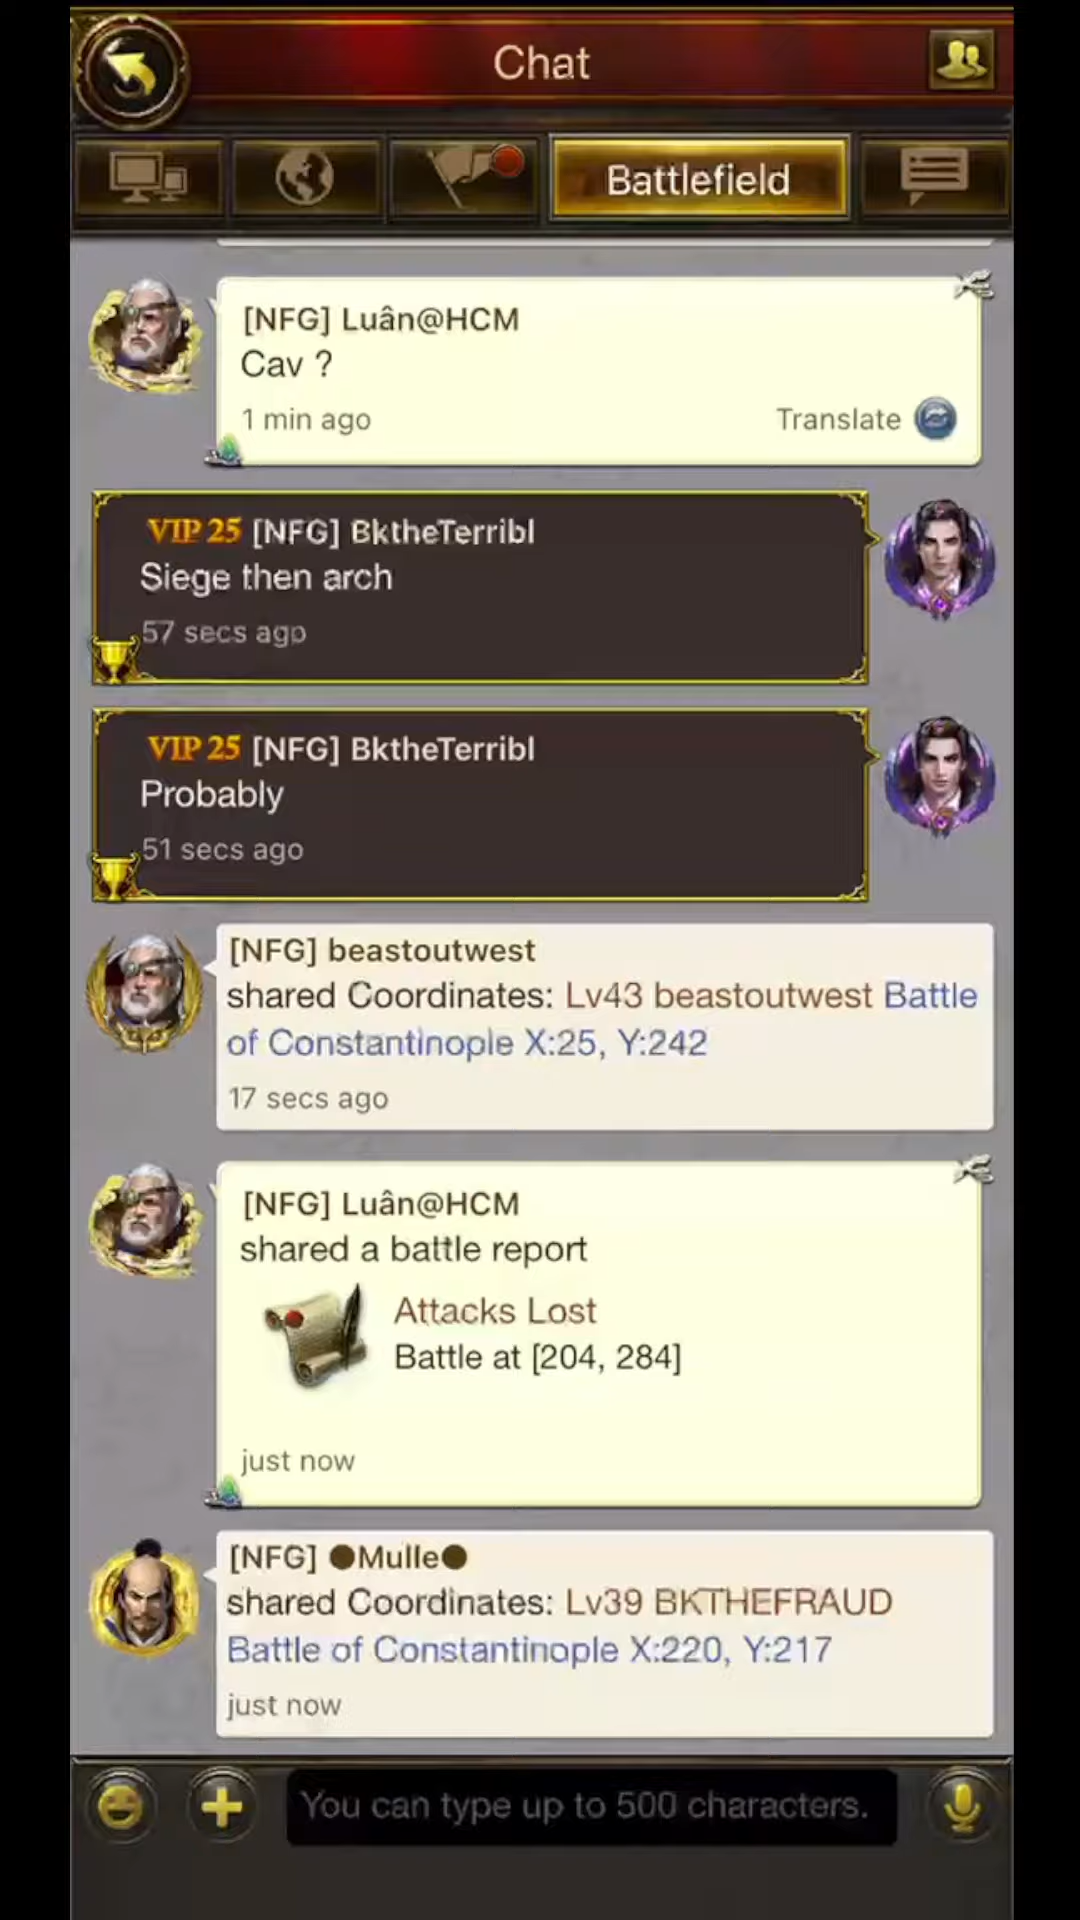 Chat
Battlefield
[NFG] Luân@HCM
Cav ?
1 min ago
Translate
VIP 25 [NFG] BktheTerribl
Siege then arch
57 secs ago
VIP 25 [NFG] BktheTerribl
Probably
51 secs ago
[NFG] beastoutwest
shared Coordinates: Lv43 beastoutwest Battle
of Constantinople X:25, Y:242
17 secs ago
[NFG] Luân@HCM
shared a battle report
Attacks Lost
Battle at [204, 284]
just now
[NFG] ●Mulle●
shared Coordinates: Lv39 BKTHEFRAUD
Battle of Constantinople X:220, Y:217
just now
You can type up to 500 characters.